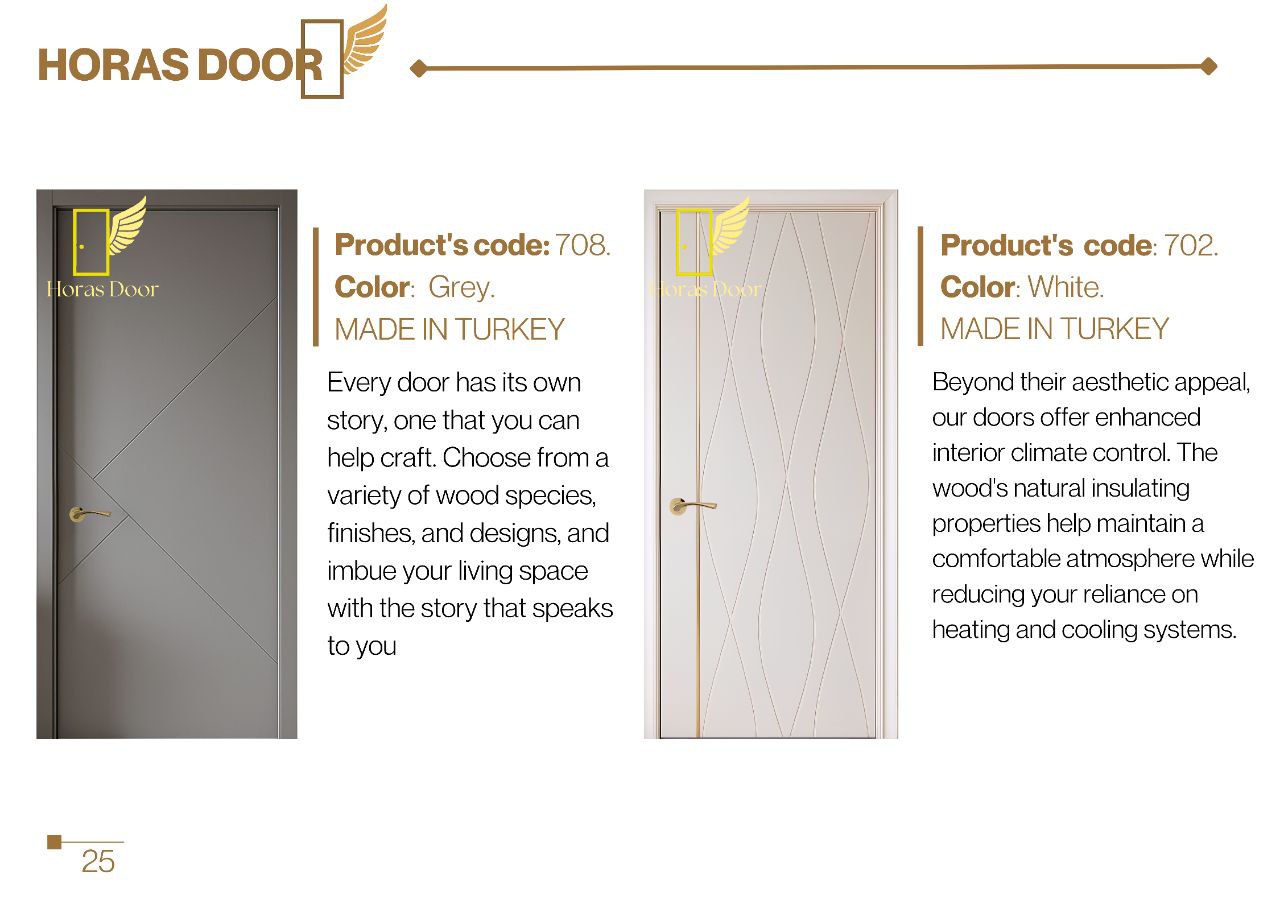 HORAS DOOR
Horas Door
Product's code: 708.
Color:  Grey.
MADE IN TURKEY
Every door has its own
story, one that you can
help craft. Choose from a
variety of wood species,
finishes, and designs, and
imbue your living space
with the story that speaks
to you
Horas Door
Product's  code: 702.
Color: White.
MADE IN TURKEY
Beyond their aesthetic appeal,
our doors offer enhanced
interior climate control. The
wood's natural insulating
properties help maintain a
comfortable atmosphere while
reducing your reliance on
heating and cooling systems.
25